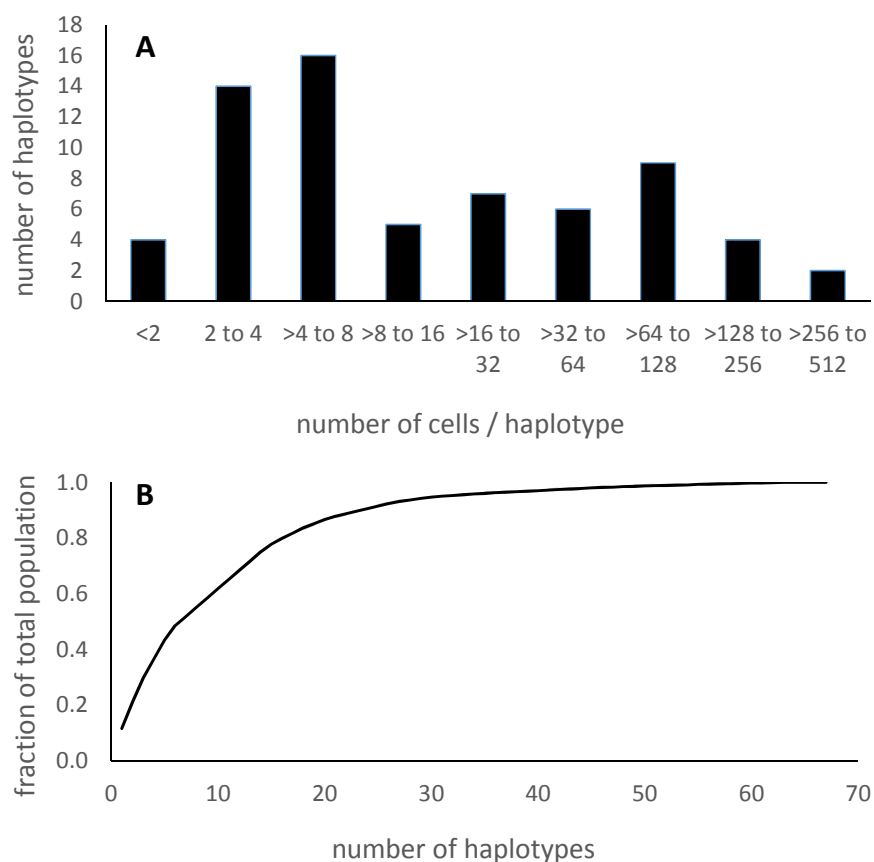 A
number of haplotypes
18
16
14
12
10
8
6
4
2
0
<2 2 to 4 >4 to 8 >8 to 16 >16 to 32 >32 to 64 >64 to 128 >128 to 256 >256 to 512
number of cells / haplotype
B
fraction of total population
1.0
0.8
0.6
0.4
0.2
0.0
0 10 20 30 40 50 60 70
number of haplotypes